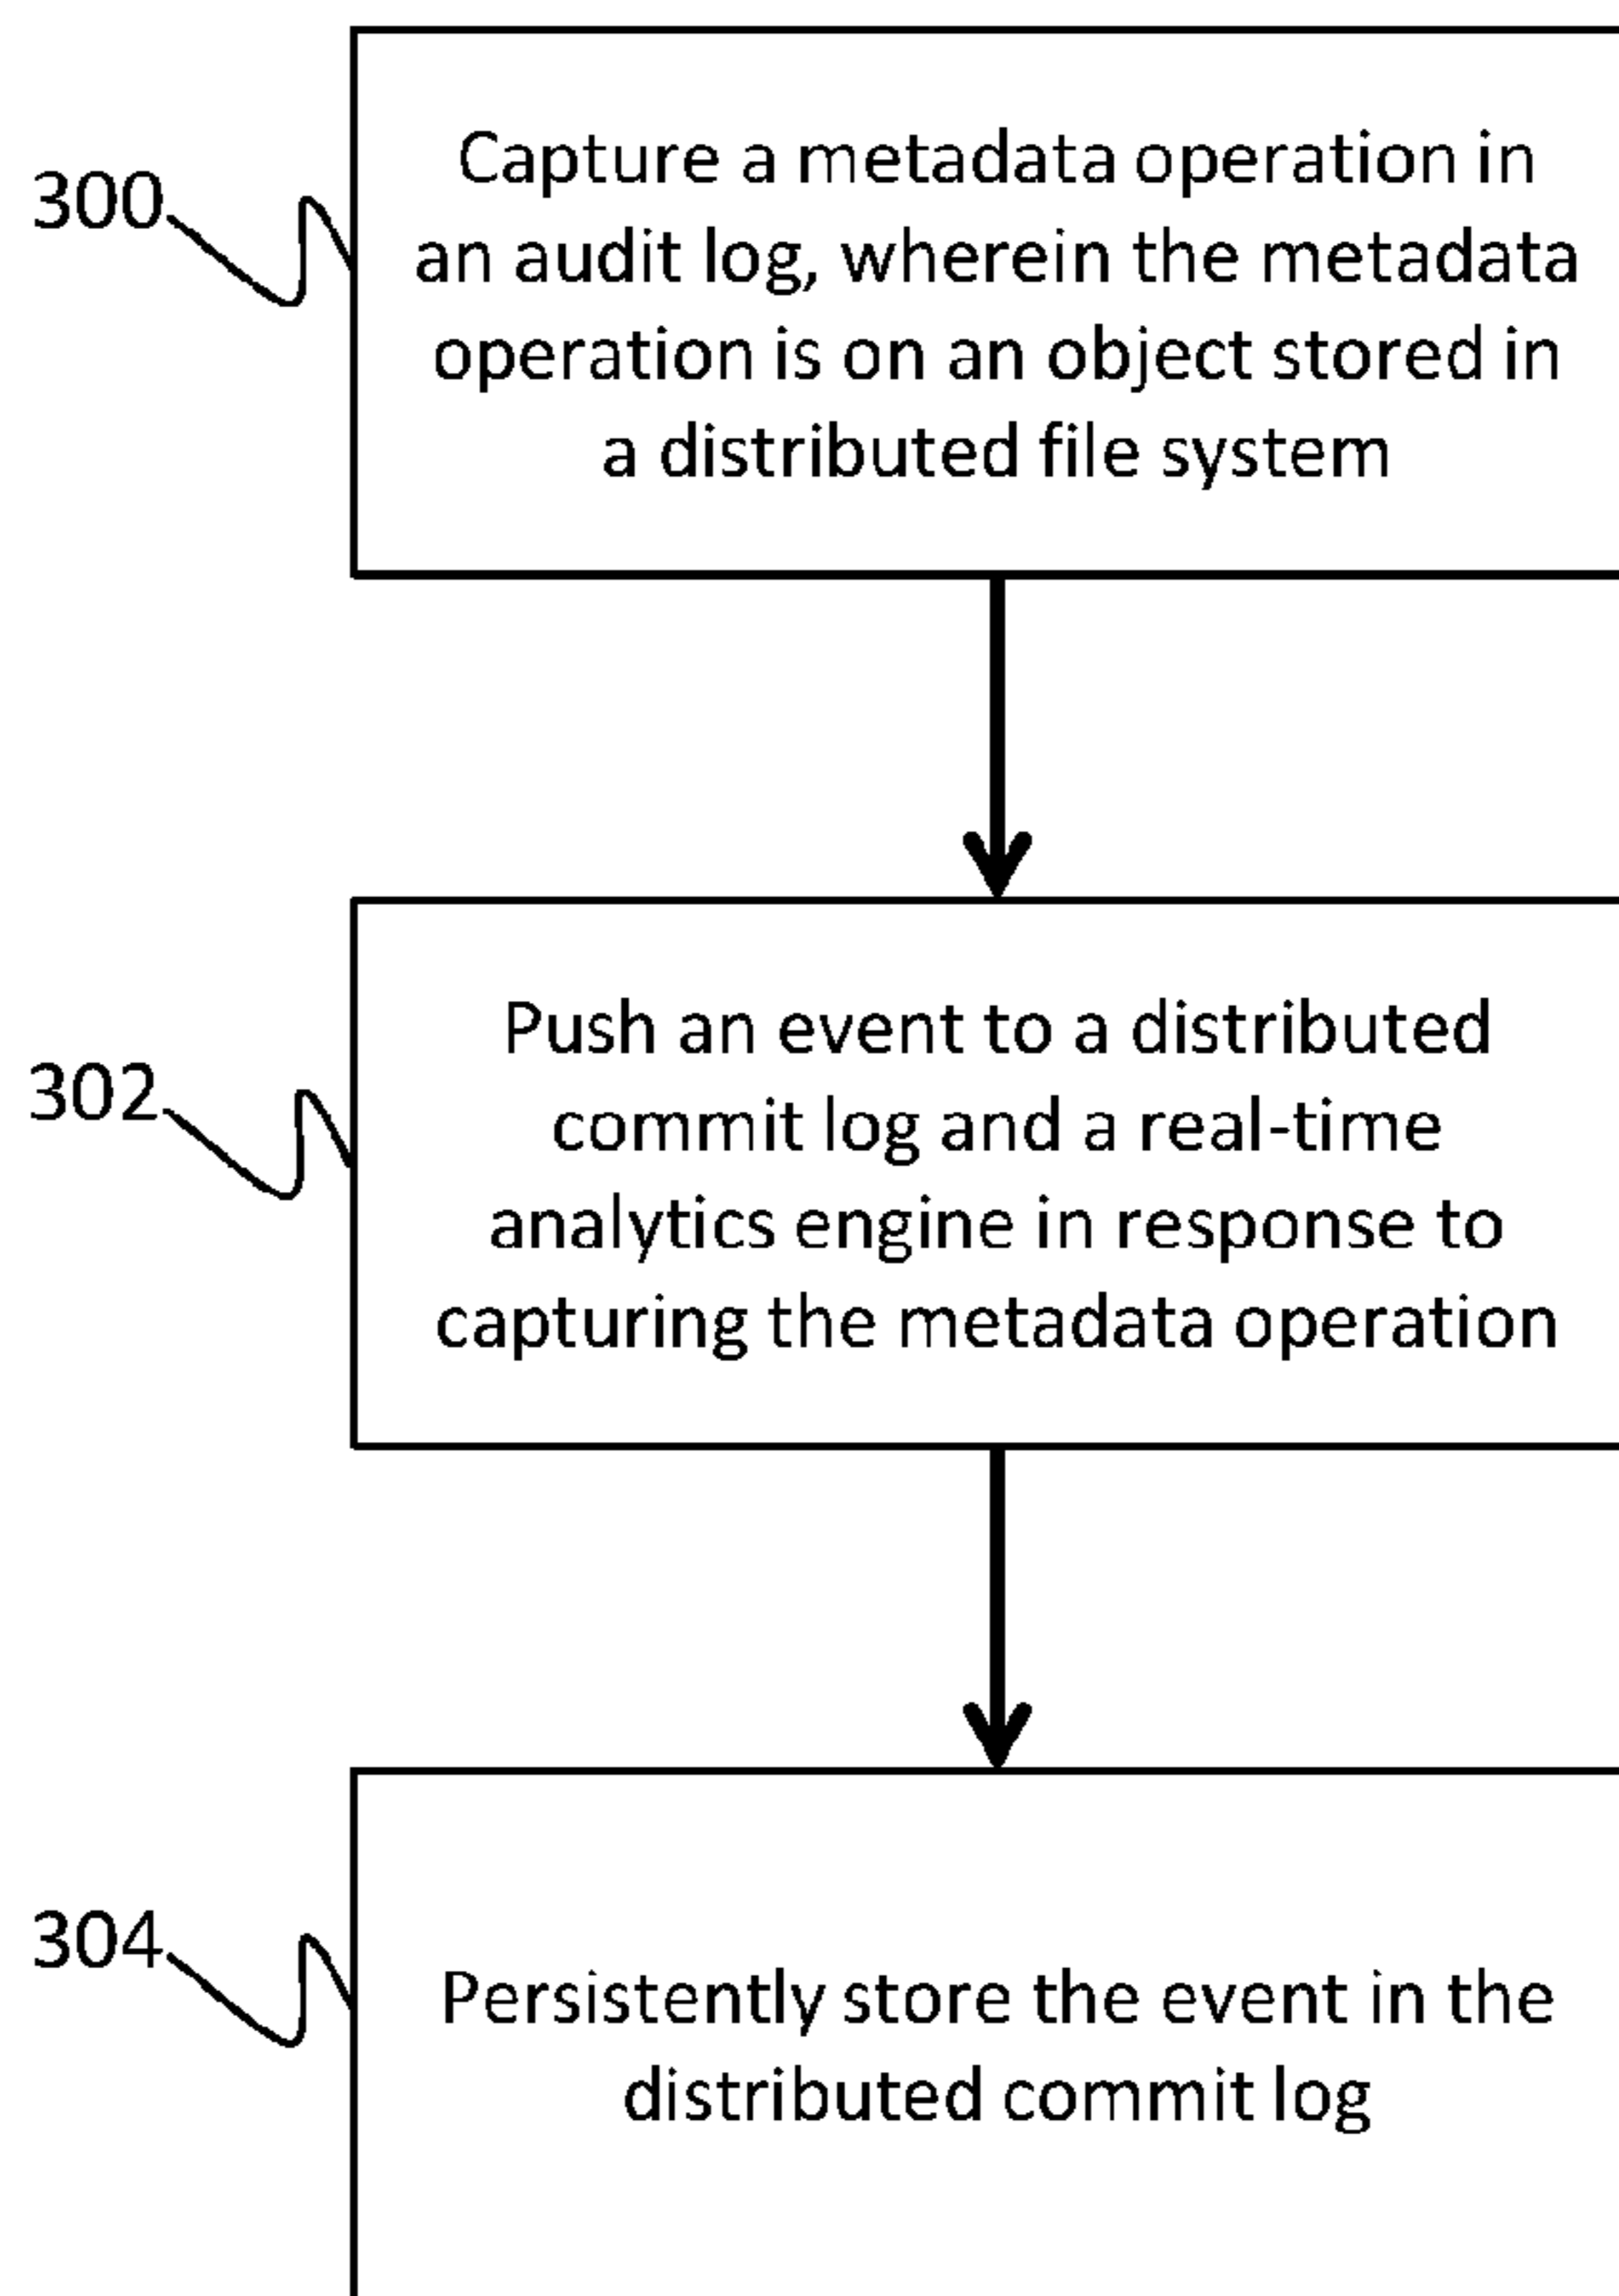 300
Capture a metadata operation in
an audit log, wherein the metadata
operation is on an object stored in
a distributed file system
302
Push an event to a distributed
commit log and a real-time
analytics engine in response to
capturing the metadata operation
304
Persistently store the event in the
distributed commit log